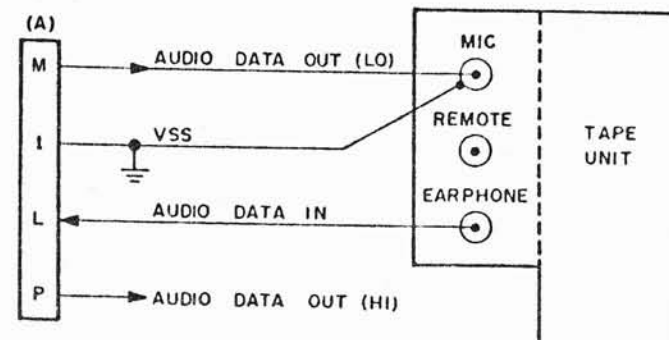 (A)
M AUDIO DATA OUT (LO) MIC
1 VSS REMOTE
TAPE
UNIT
L AUDIO DATA IN EARPHONE
P AUDIO DATA OUT (HI)